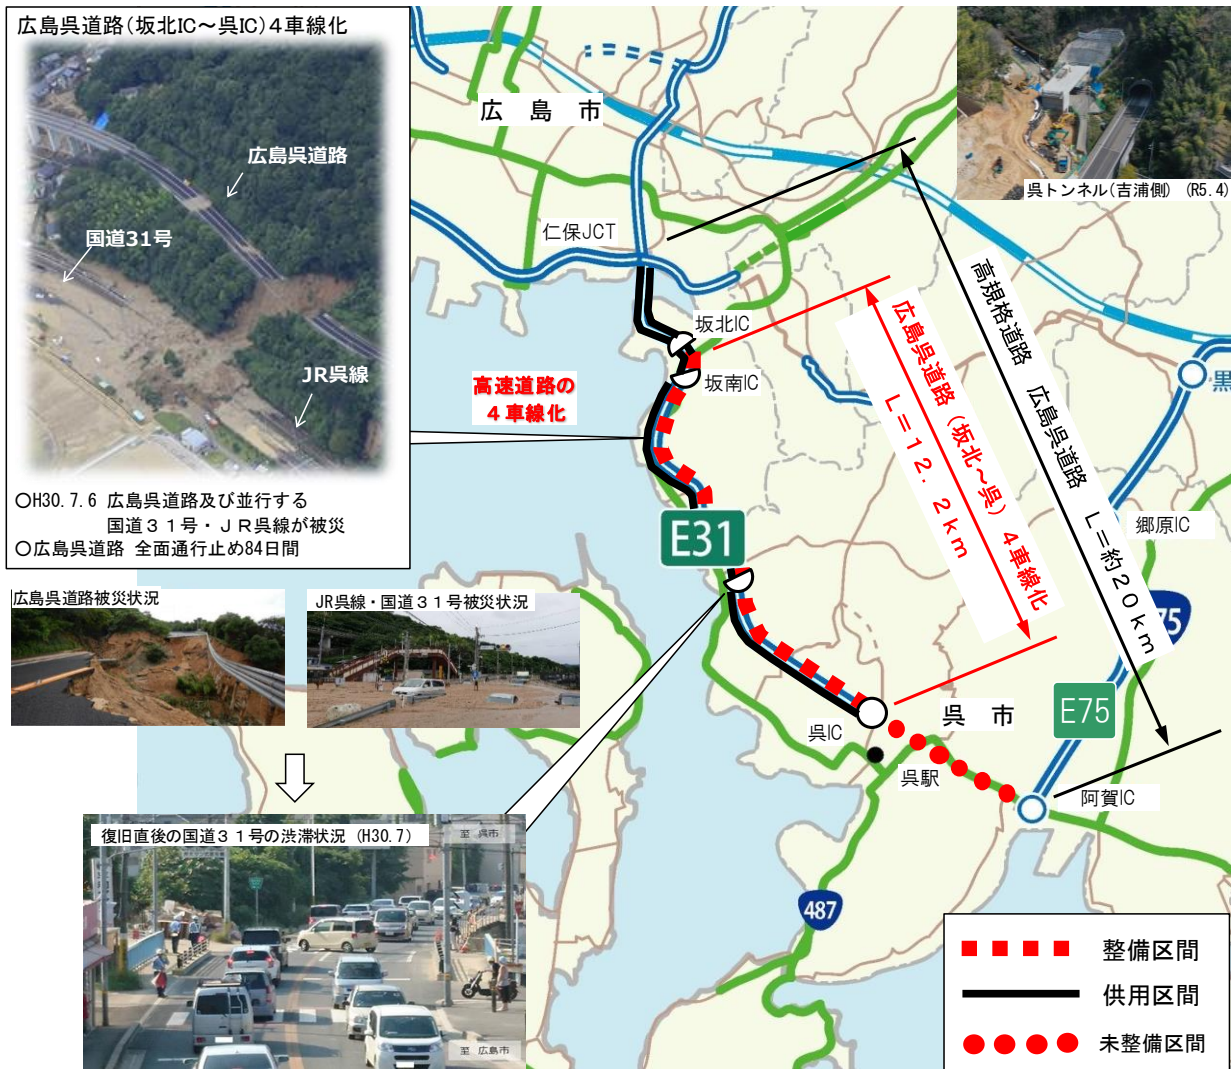 広島呉道路(坂北IC～呉IC)４車線化
広島呉道路
国道31号
JR呉線
○H30.7.6 広島呉道路及び並行する
国道３１号・ＪＲ呉線が被災
○広島呉道路 全面通行止め84日間
広島呉道路被災状況
JR呉線・国道３１号被災状況
復旧直後の国道３１号の渋滞状況 (H30.7)
至 呉市
至 広島市
呉トンネル(吉浦側) (R5.4)
広島市
仁保JCT
坂北IC
坂南IC
高速道路の
４車線化
E31
広島呉道路（坂北～呉）４車線化
Ｌ＝１２．２ｋｍ
高規格道路 広島呉道路 Ｌ＝約２０ｋｍ
黒
郷原IC
75
E75
呉市
呉IC
呉駅
阿賀IC
487
整備区間
供用区間
未整備区間